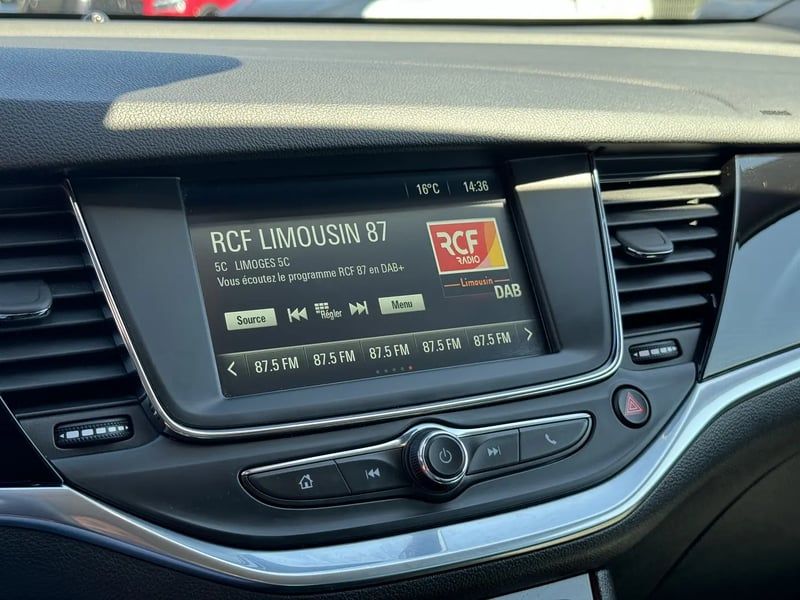 16°C 14:36
RCF LIMOUSIN 87
5C LIMOGES 5C
Vous écoutez le programme RCF 87 en DAB+
RCF
RADIO
Limousin
DAB
Source Régler Menu
87.5 FM 87.5 FM 87.5 FM 87.5 FM 87.5 FM